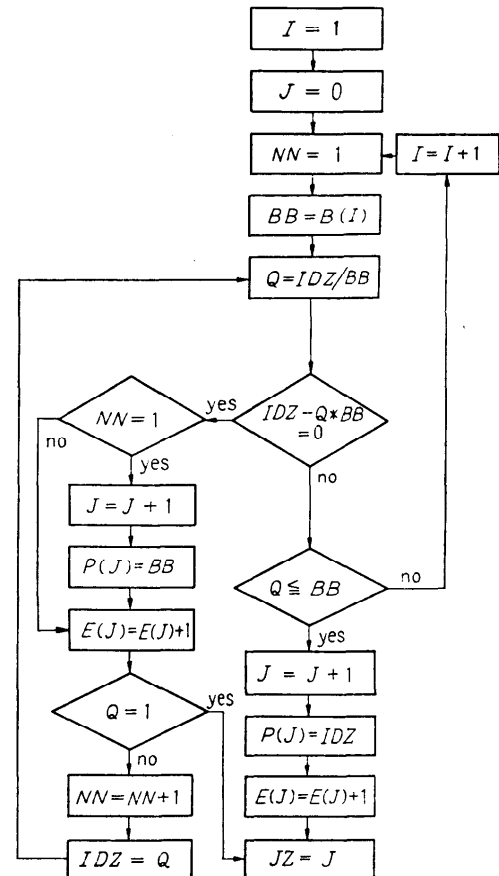 I = 1
J = 0
NN = 1
I = I + 1
BB = B(I)
Q = IDZ/BB
IDZ - Q * BB
= 0
yes
no
NN = 1
no
yes
J = J + 1
P(J) = BB
E(J) = E(J)+1
Q = 1
yes
no
NN = NN+1
IDZ = Q
Q ≦ BB
no
yes
J = J + 1
P(J) = IDZ
E(J) = E(J)+1
JZ = J